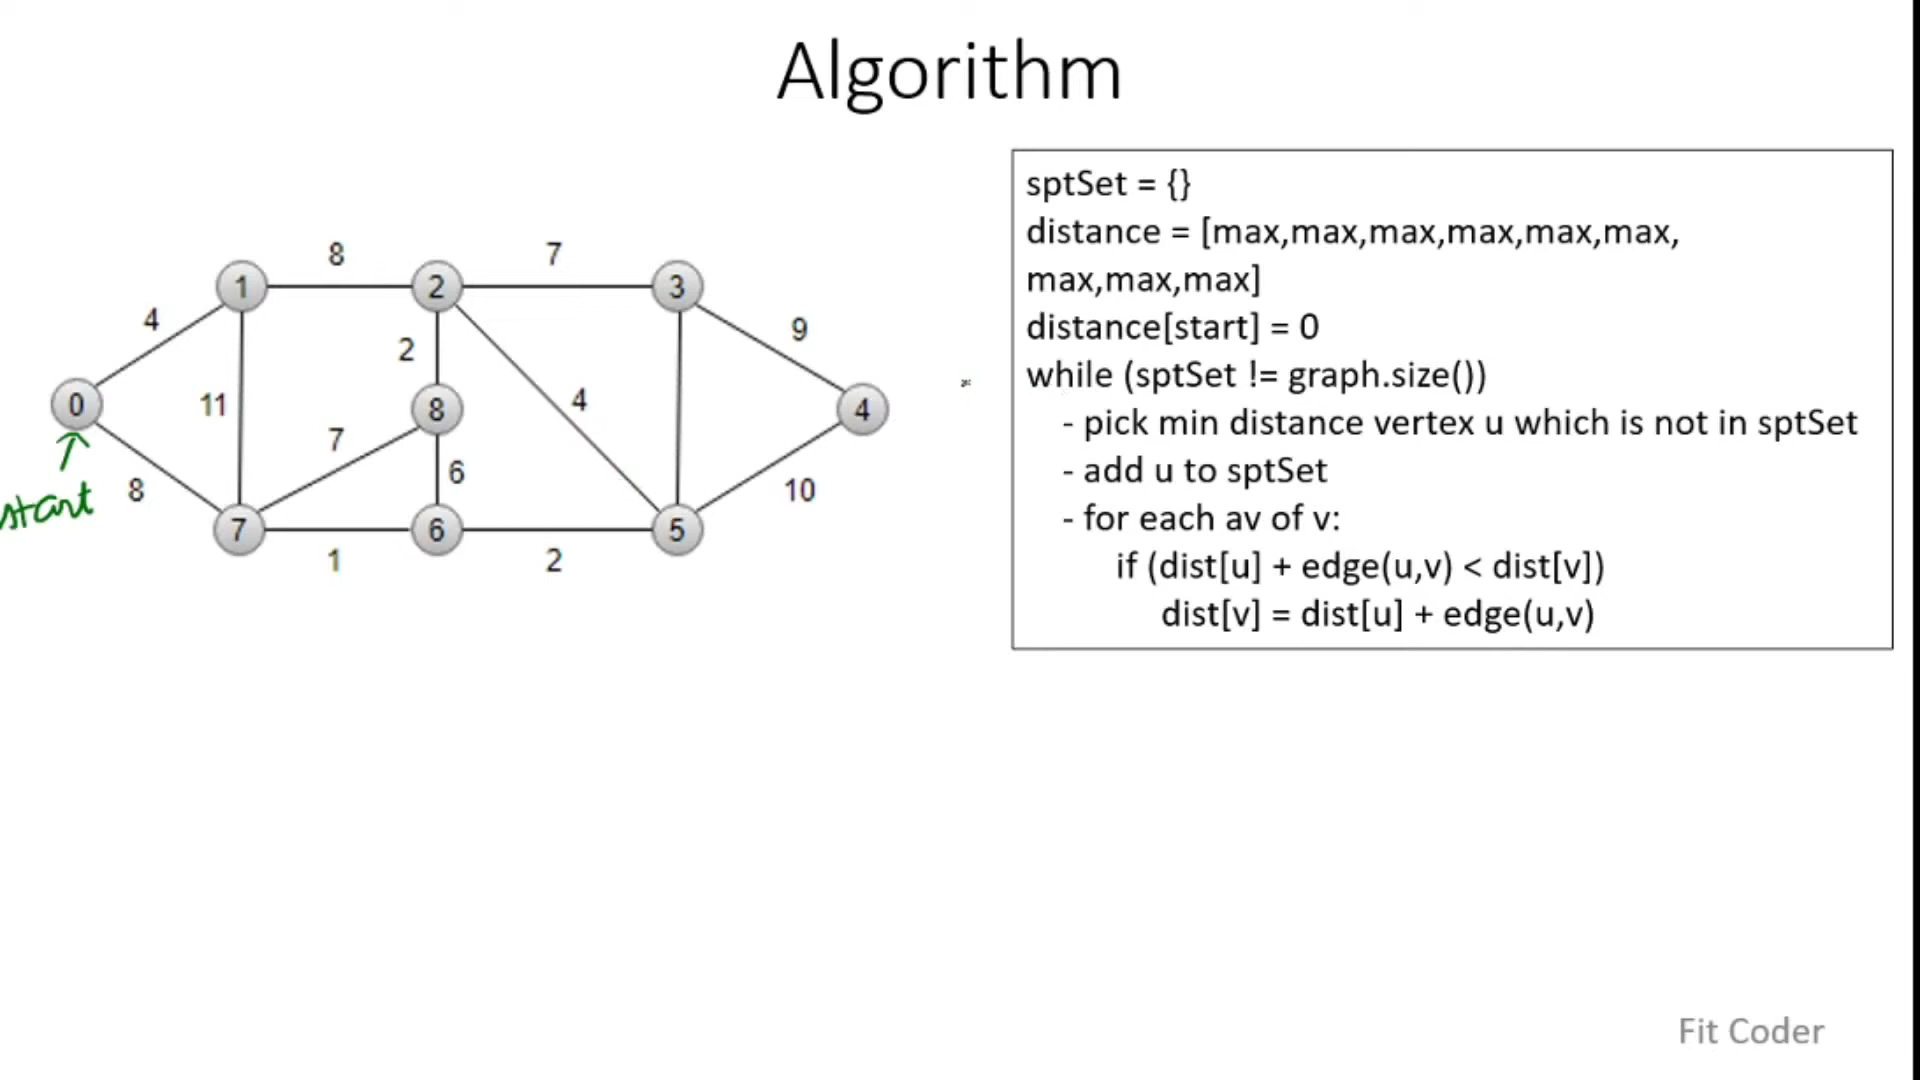 Algorithm
8
7
1
2
3
4
2
9
0
11
8
4
4
7
start
8
6
10
7
6
5
1
2
sptSet = {}
distance = [max,max,max,max,max,max,
max,max,max]
distance[start] = 0
while (sptSet != graph.size())
- pick min distance vertex u which is not in sptSet
- add u to sptSet
- for each av of v:
if (dist[u] + edge(u,v) < dist[v])
dist[v] = dist[u] + edge(u,v)
Fit Coder